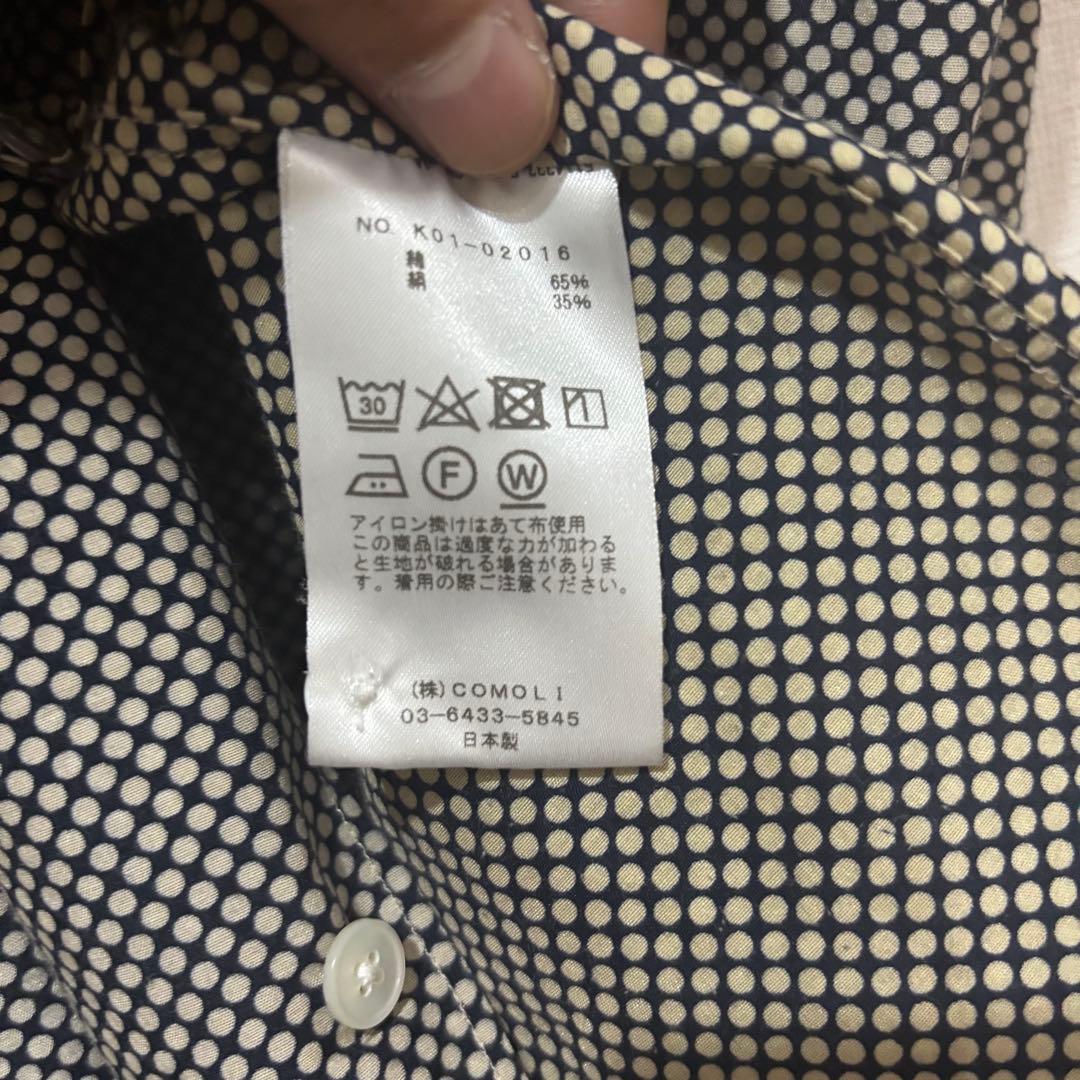 NO. K01-02016
綿 65%
絹 35%
30
F
W
アイロン掛けはあて布使用
この商品は過度な力が加わる
と生地が破れる場合がありま
す。着用の際ご注意ください。
(株)COMOLI
03-6433-5845
日本製